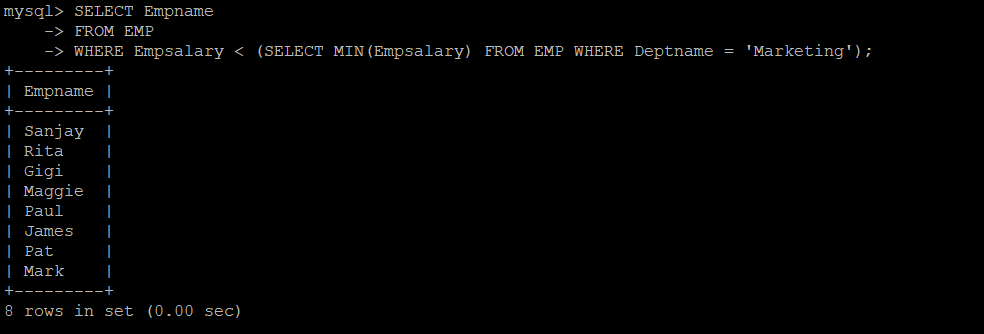 mysql> SELECT Empname
    -> FROM EMP
    -> WHERE Empsalary < (SELECT MIN(Empsalary) FROM EMP WHERE Deptname = 'Marketing');
+---------+
| Empname |
+---------+
| Sanjay  |
| Rita    |
| Gigi    |
| Maggie  |
| Paul    |
| James   |
| Pat     |
| Mark    |
+---------+
8 rows in set (0.00 sec)